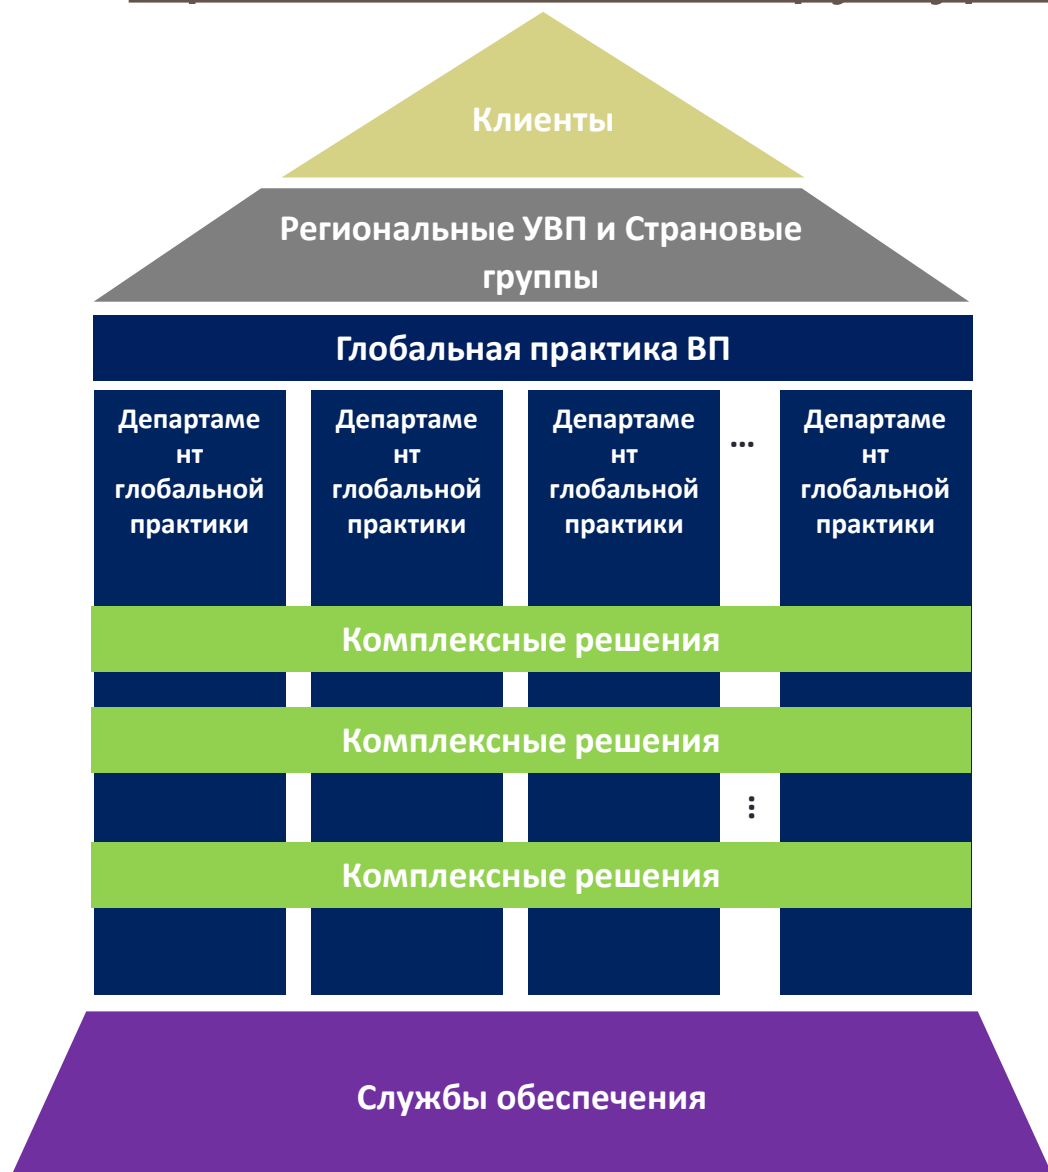 Клиенты
Региональные УВП и Страновые
группы
Глобальная практика ВП
Департаме
нт
глобальной
практики
Департаме
нт
глобальной
практики
Департаме
нт
глобальной
практики
...
Департаме
нт
глобальной
практики
Комплексные решения
Комплексные решения
...
Комплексные решения
Службы обеспечения